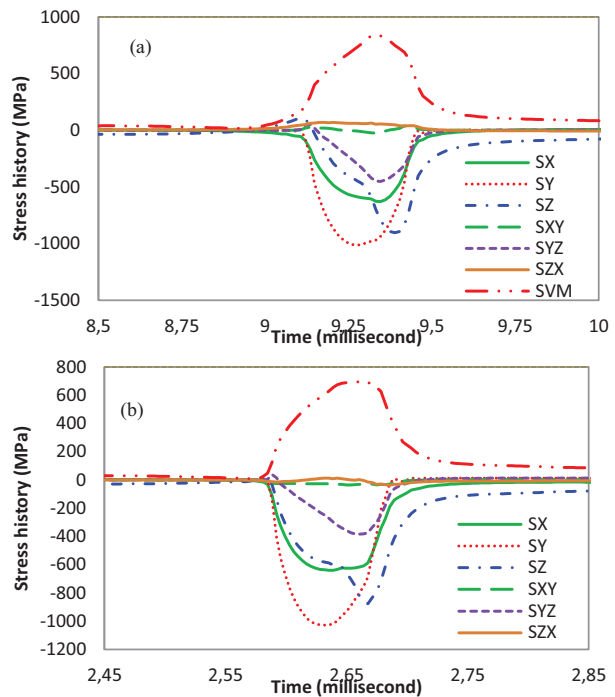 1000
500
0
-500
-1000
-1500
Stress history (MPa)
(a)
SX
SY
SZ
SXY
SYZ
SZX
SVM
8,5 8,75 9 9,25 9,5 9,75 10
Time (millisecond)
800
600
400
200
0
-200
-400
-600
-800
-1000
-1200
Stress history (MPa)
(b)
SX
SY
SZ
SXY
SYZ
SZX
2,45 2,55 2,65 2,75 2,85
Time (millisecond)